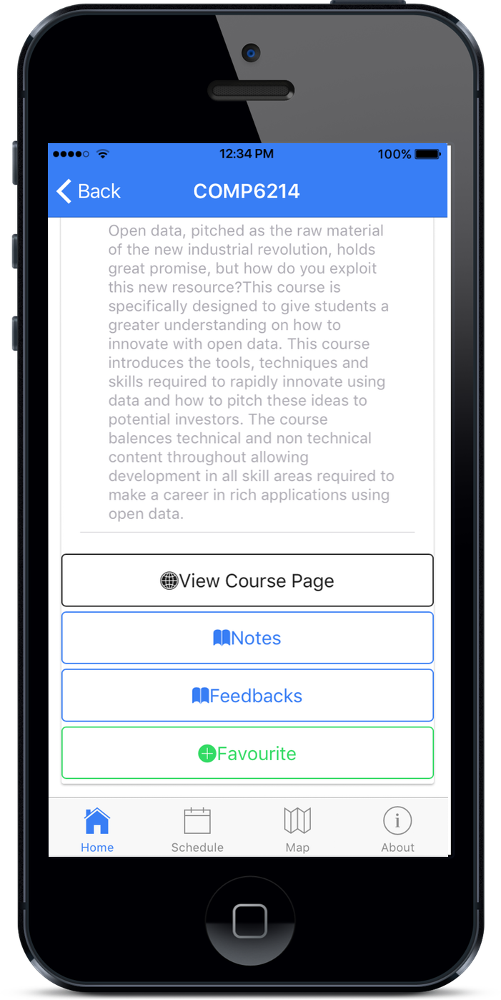 12:34 PM
100%
Back
COMP6214
Open data, pitched as the raw material
of the new industrial revolution, holds
great promise, but how do you exploit
this new resource?This course is
specifically designed to give students a
greater understanding on how to
innovate with open data. This course
introduces the tools, techniques and
skills required to rapidly innovate using
data and how to pitch these ideas to
potential investors. The course
balences technical and non technical
content throughout allowing
development in all skill areas required to
make a career in rich applications using
open data.
View Course Page
Notes
Feedbacks
Favourite
Home
Schedule
Map
About